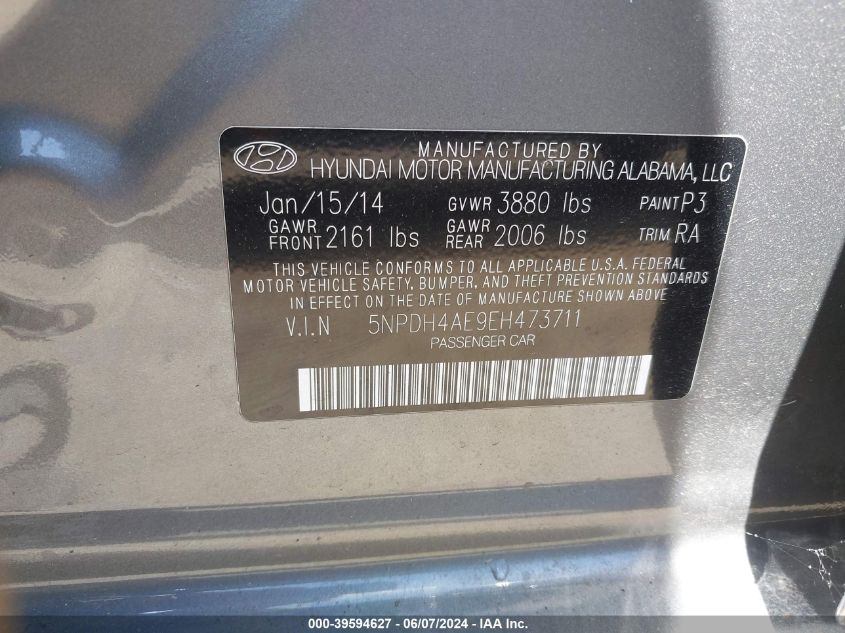 MANUFACTURED BY
HYUNDAI MOTOR MANUFACTURING ALABAMA, LLC
Jan/15/14 GVWR 3880 lbs PAINT P3
GAWR FRONT 2161 lbs GAWR REAR 2006 lbs TRIM RA
THIS VEHICLE CONFORMS TO ALL APPLICABLE U.S.A. FEDERAL
MOTOR VEHICLE SAFETY, BUMPER, AND THEFT PREVENTION STANDARDS
IN EFFECT ON THE DATE OF MANUFACTURE SHOWN ABOVE
V.I.N 5NPDH4AE9EH473711
PASSENGER CAR
000-39594627 - 06/07/2024 - www.iaai.com